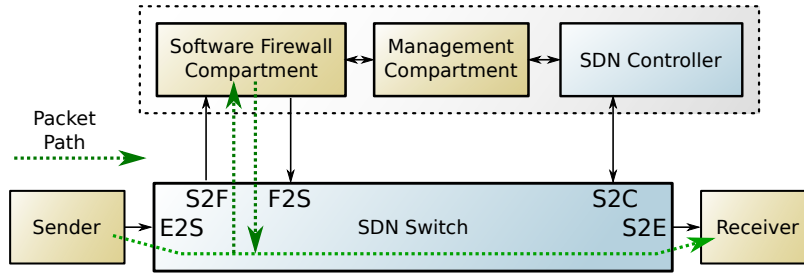 Software Firewall
Compartment
Management
Compartment
SDN Controller
Packet
Path
S2F
F2S
S2C
Sender
E2S
SDN Switch
S2E
Receiver